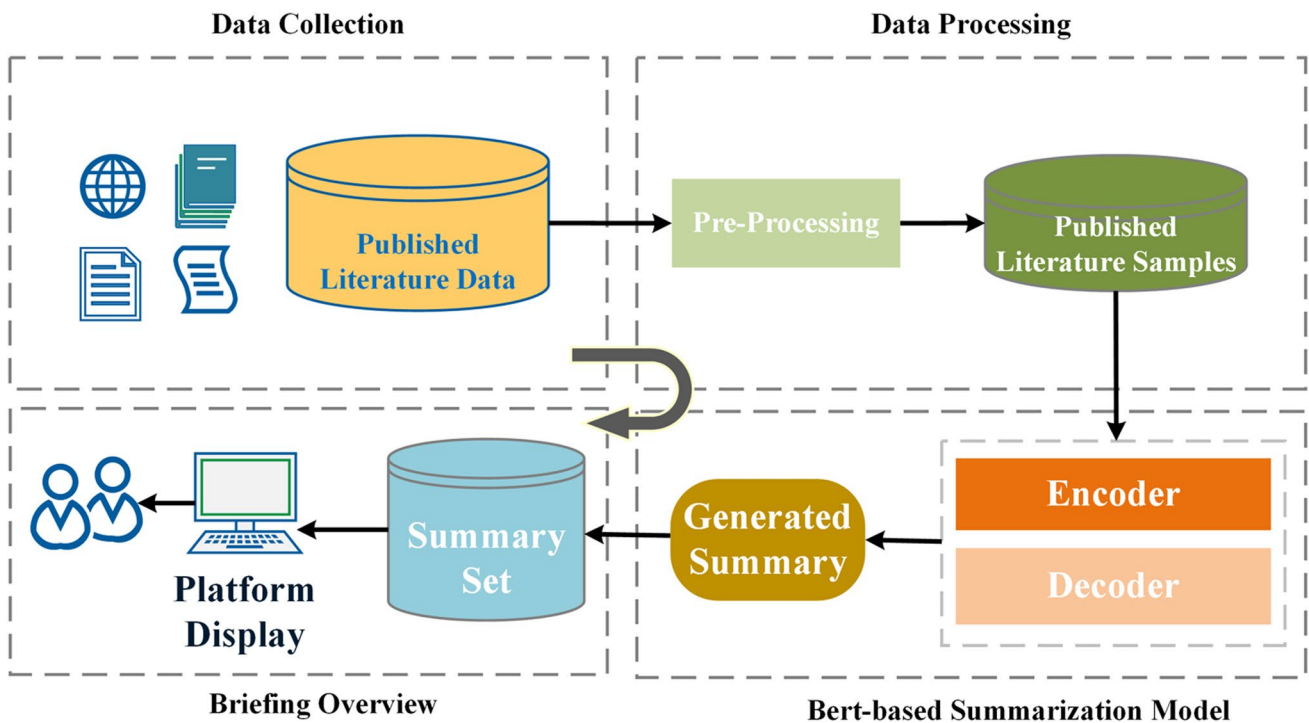 Data Collection
Data Processing
Published
Literature Data
Pre-Processing
Published
Literature Samples
Encoder
Decoder
Generated
Summary
Summary
Set
Platform
Display
Briefing Overview
Bert-based Summarization Model